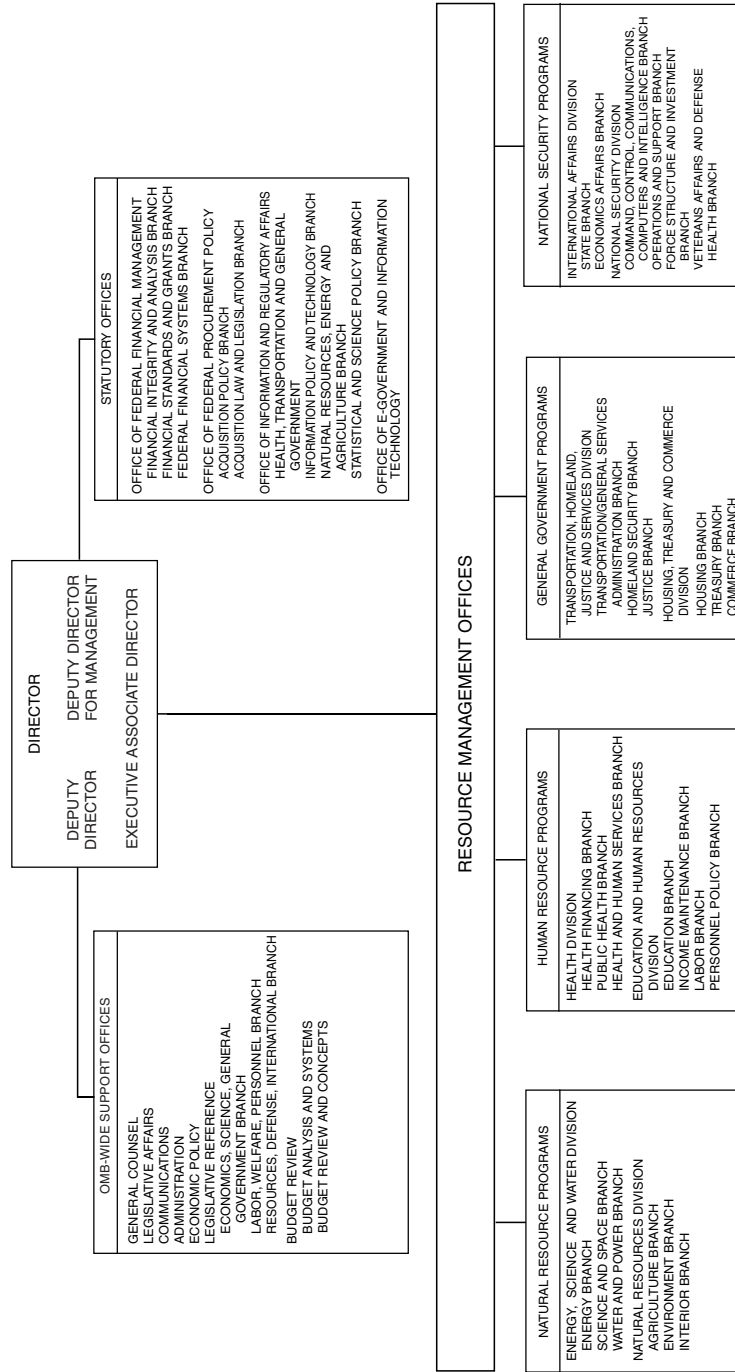 DIRECTOR
DEPUTY
DIRECTOR
DEPUTY DIRECTOR
FOR MANAGEMENT
EXECUTIVE ASSOCIATE DIRECTOR
OMB-WIDE SUPPORT OFFICES
GENERAL COUNSEL
LEGISLATIVE AFFAIRS
COMMUNICATIONS
ADMINISTRATION
ECONOMIC POLICY
LEGISLATIVE REFERENCE
ECONOMICS, SCIENCE, GENERAL
GOVERNMENT BRANCH
LABOR, WELFARE, PERSONNEL BRANCH
RESOURCES, DEFENSE, INTERNATIONAL BRANCH
BUDGET REVIEW
BUDGET ANALYSIS AND SYSTEMS
BUDGET REVIEW AND CONCEPTS
STATUTORY OFFICES
OFFICE OF FEDERAL FINANCIAL MANAGEMENT
FINANCIAL INTEGRITY AND ANALYSIS BRANCH
FINANCIAL STANDARDS AND GRANTS BRANCH
FEDERAL FINANCIAL SYSTEMS BRANCH
OFFICE OF FEDERAL PROCUREMENT POLICY
ACQUISITION POLICY BRANCH
ACQUISITION LAW AND LEGISLATION BRANCH
OFFICE OF INFORMATION AND REGULATORY AFFAIRS
HEALTH, TRANSPORTATION AND GENERAL
GOVERNMENT
INFORMATION POLICY AND TECHNOLOGY BRANCH
NATURAL RESOURCES, ENERGY AND
AGRICULTURE BRANCH
STATISTICAL AND SCIENCE POLICY BRANCH
OFFICE OF E-GOVERNMENT AND INFORMATION
TECHNOLOGY
RESOURCE MANAGEMENT OFFICES
NATURAL RESOURCE PROGRAMS
ENERGY, SCIENCE AND WATER DIVISION
ENERGY BRANCH
SCIENCE AND SPACE BRANCH
WATER AND POWER BRANCH
NATURAL RESOURCES DIVISION
AGRICULTURE BRANCH
ENVIRONMENT BRANCH
INTERIOR BRANCH
HUMAN RESOURCE PROGRAMS
HEALTH DIVISION
HEALTH FINANCING BRANCH
PUBLIC HEALTH BRANCH
HEALTH AND HUMAN SERVICES BRANCH
EDUCATION AND HUMAN RESOURCES
DIVISION
EDUCATION BRANCH
INCOME MAINTENANCE BRANCH
LABOR BRANCH
PERSONNEL POLICY BRANCH
GENERAL GOVERNMENT PROGRAMS
TRANSPORTATION, HOMELAND,
JUSTICE AND SERVICES DIVISION
TRANSPORTATION/GENERAL SERVICES
ADMINISTRATION BRANCH
HOMELAND SECURITY BRANCH
JUSTICE BRANCH
HOUSING, TREASURY AND COMMERCE
DIVISION
HOUSING BRANCH
TREASURY BRANCH
COMMERCE BRANCH
NATIONAL SECURITY PROGRAMS
INTERNATIONAL AFFAIRS DIVISION
STATE BRANCH
ECONOMICS AFFAIRS BRANCH
NATIONAL SECURITY DIVISION
COMMAND, CONTROL, COMMUNICATIONS,
COMPUTERS AND INTELLIGENCE BRANCH
OPERATIONS AND SUPPORT BRANCH
FORCE STRUCTURE AND INVESTMENT
BRANCH
VETERANS AFFAIRS AND DEFENSE
HEALTH BRANCH